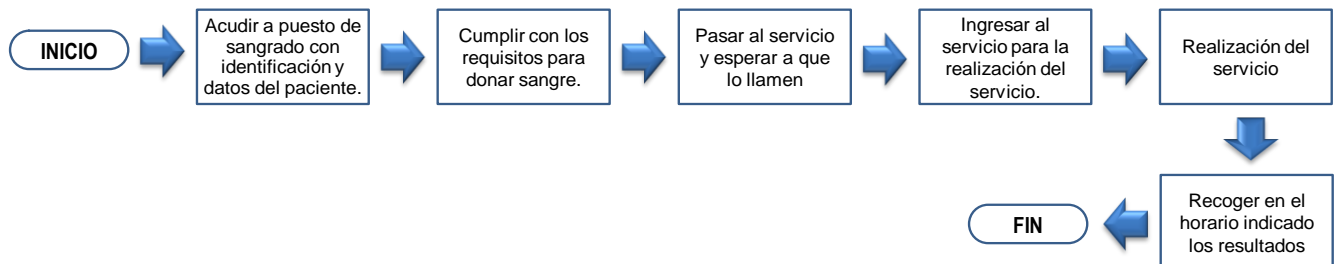 INICIO
Acudir a puesto de
sangrado con
identificación y
datos del paciente.
Cumplir con los
requisitos para
donar sangre.
Pasar al servicio
y esperar a que
lo llamen
Ingresar al
servicio para la
realización del
servicio.
Realización del
servicio
Recoger en el
horario indicado
los resultados
FIN